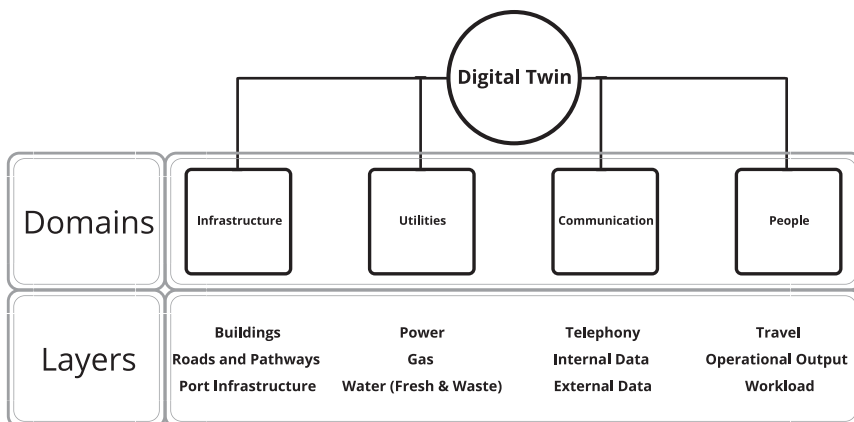 Digital Twin
Domains
Infrastructure
Utilities
Communication
People
Layers
Buildings
Roads and Pathways
Port Infrastructure
Power
Gas
Water (Fresh & Waste)
Telephony
Internal Data
External Data
Travel
Operational Output
Workload